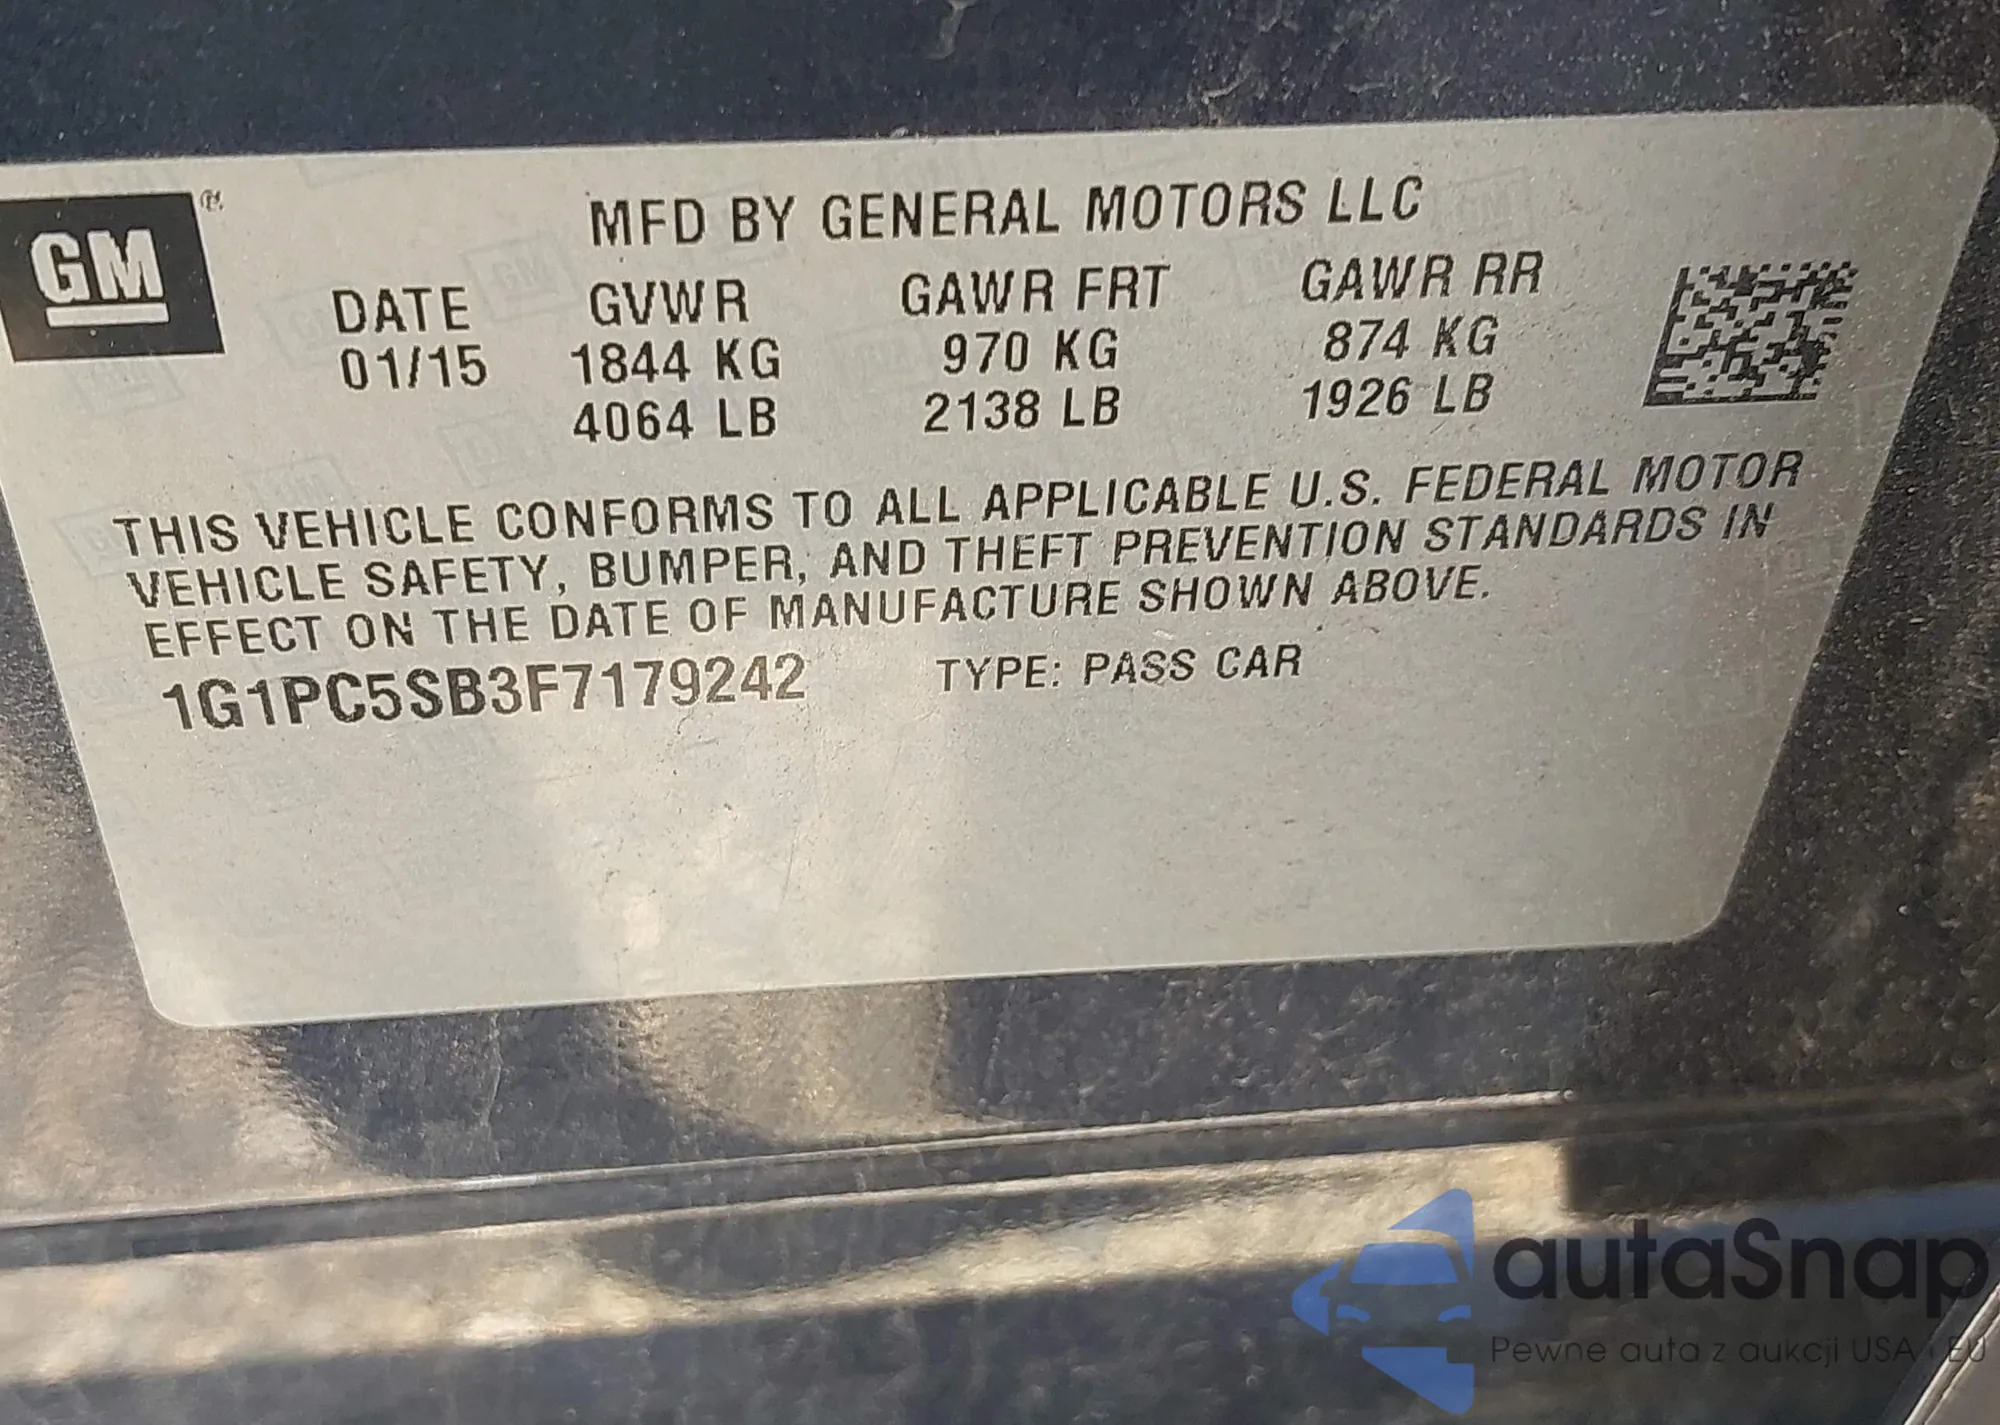 GM
MFD BY GENERAL MOTORS LLC
DATE GVWR GAWR FRT GAWR RR
01/15 1844 KG 970 KG 874 KG
4064 LB 2138 LB 1926 LB
THIS VEHICLE CONFORMS TO ALL APPLICABLE U.S. FEDERAL MOTOR
VEHICLE SAFETY, BUMPER, AND THEFT PREVENTION STANDARDS IN
EFFECT ON THE DATE OF MANUFACTURE SHOWN ABOVE.
1G1PC5SB3F7179242 TYPE: PASS CAR
autaSnap
Pewne auta z aukcji USA i EU